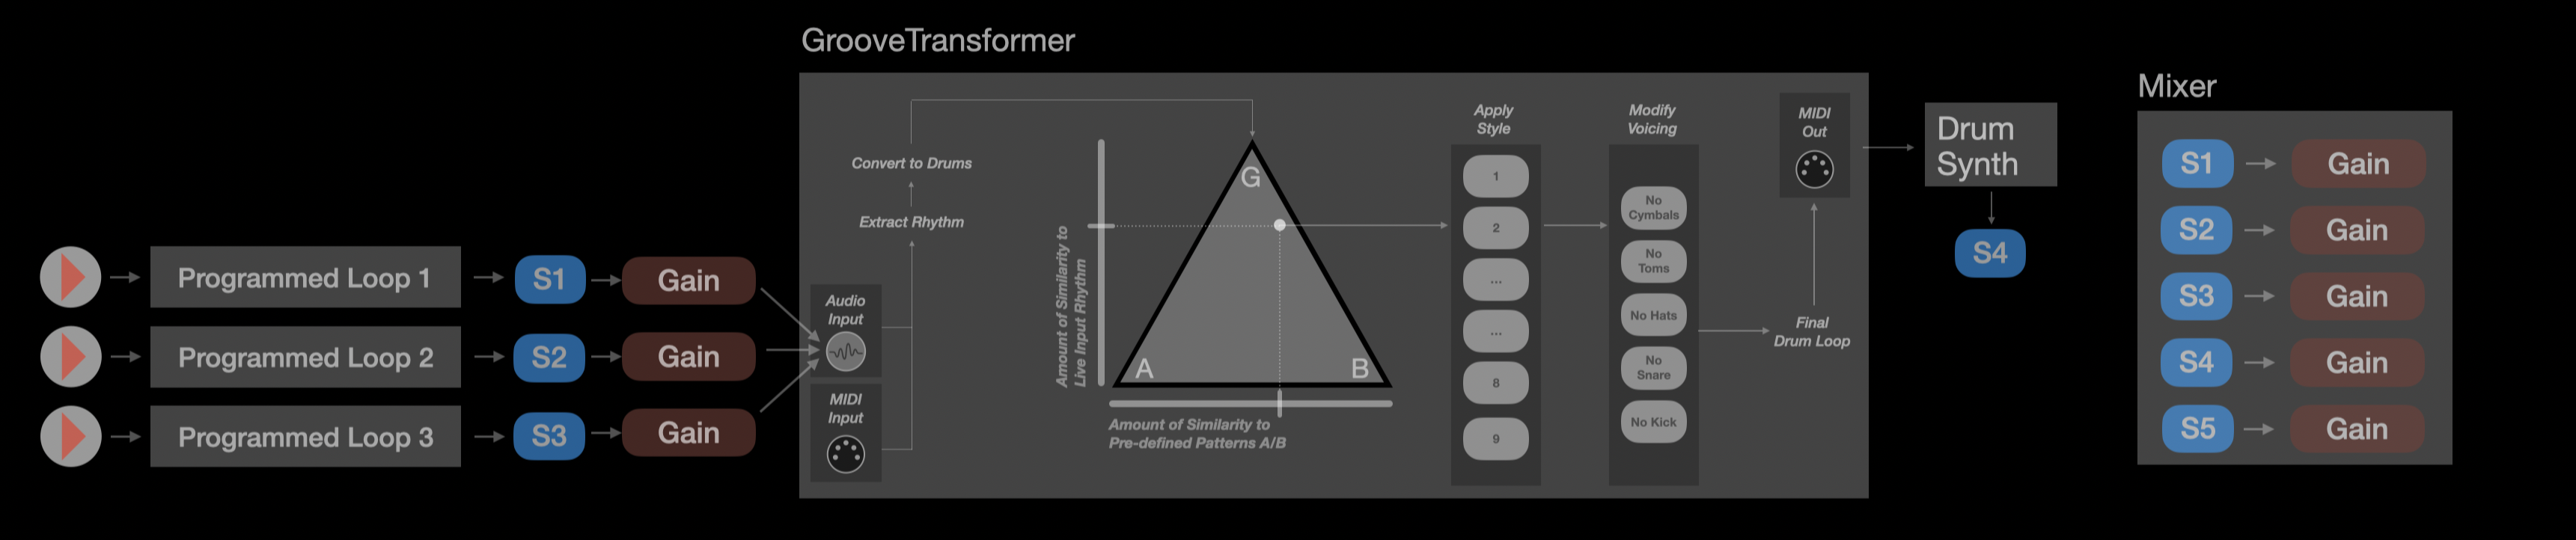 GrooveTransformer
Programmed Loop 1
S1
Gain
Programmed Loop 2
S2
Gain
Programmed Loop 3
S3
Gain
Audio
Input
MIDI
Input
Extract Rhythm
Convert to Drums
Amount of Similarity to
Live Input Rhythm
G
A
B
Amount of Similarity to
Pre-defined Patterns A/B
Apply
Style
1
2
...
...
8
9
Modify
Voicing
No
Cymbals
No
Toms
No Hats
No
Snare
No Kick
Final
Drum Loop
MIDI
Out
Drum
Synth
S4
Mixer
S1
Gain
S2
Gain
S3
Gain
S4
Gain
S5
Gain